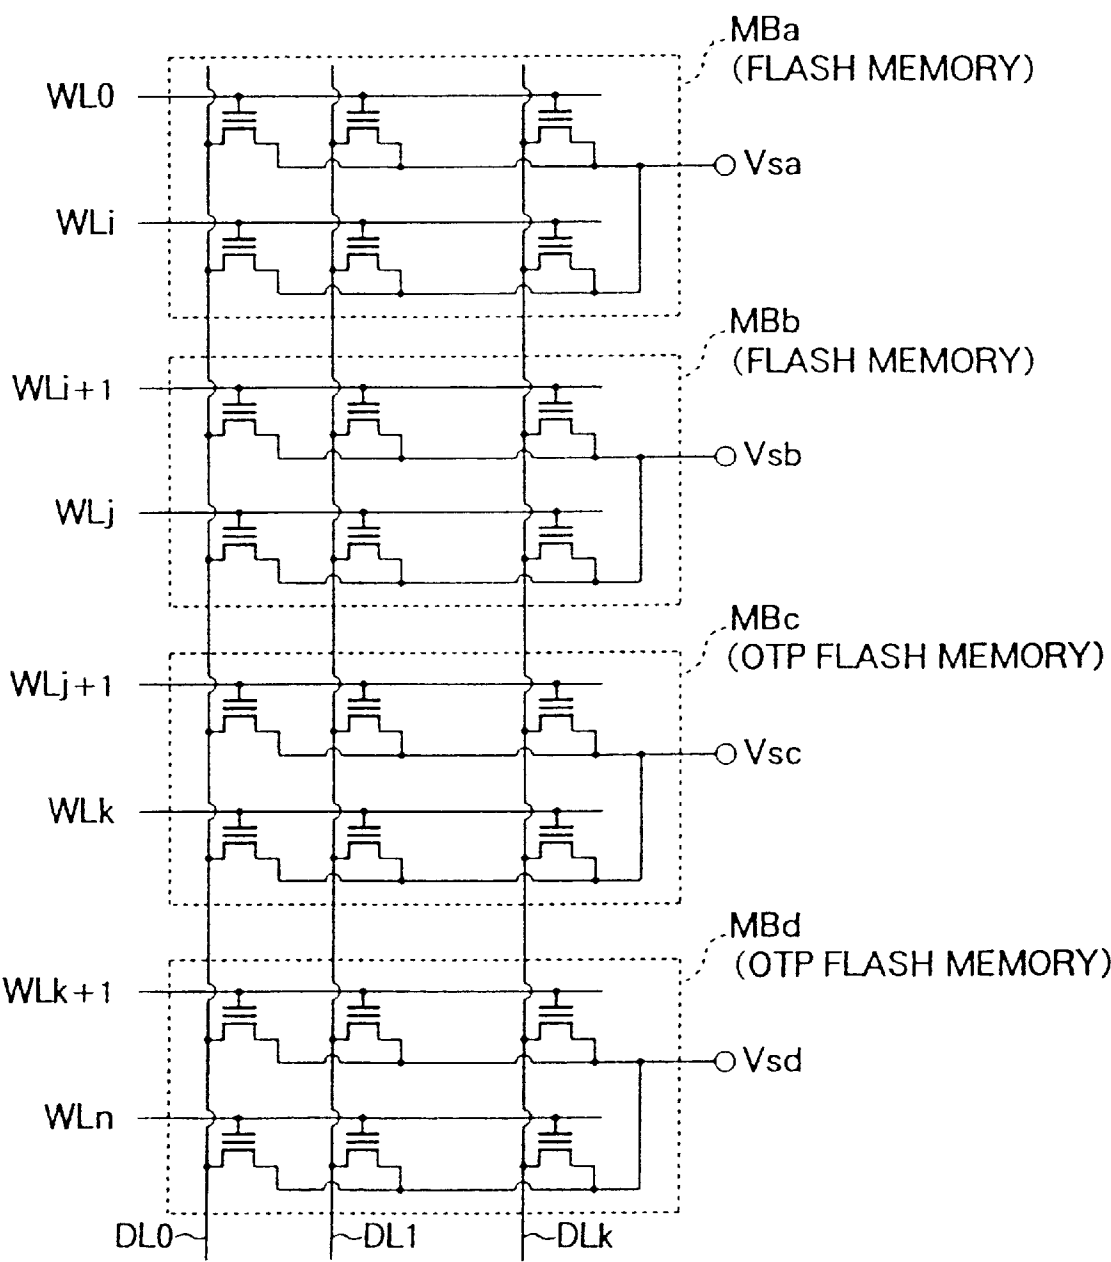 MBa
(FLASH MEMORY)
WL0
Vsa
WLi
MBb
(FLASH MEMORY)
WLi+1
Vsb
WLj
MBc
(OTP FLASH MEMORY)
WLj+1
Vsc
WLk
MBd
(OTP FLASH MEMORY)
WLk+1
Vsd
WLn
DL0
DL1
DLk